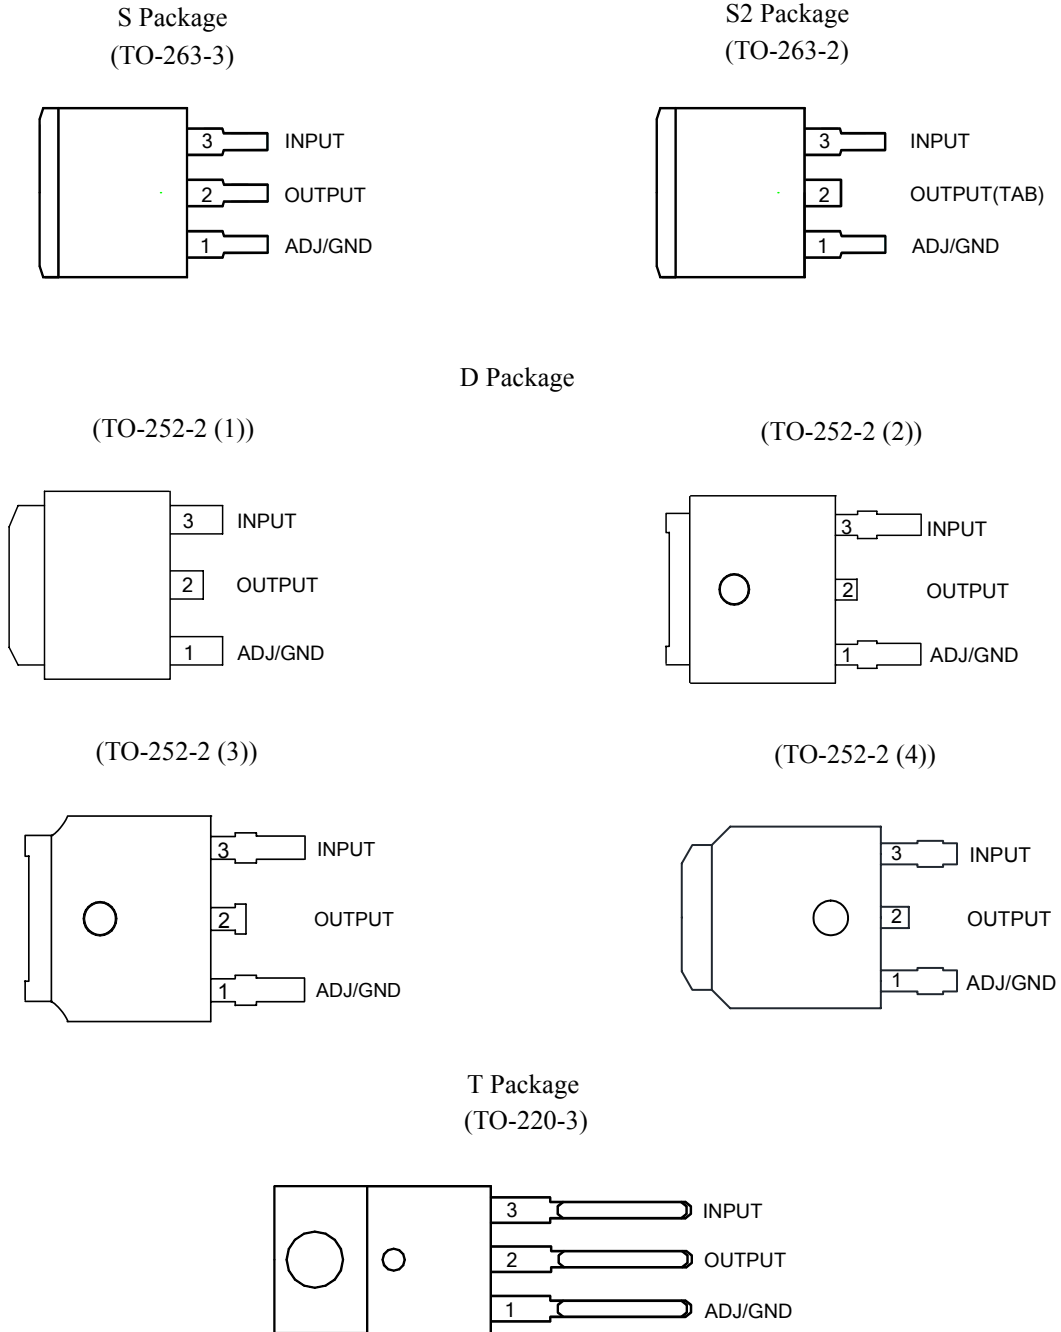 S Package
(TO-263-3)
3 INPUT
2 OUTPUT
1 ADJ/GND
S2 Package
(TO-263-2)
3 INPUT
2 OUTPUT(TAB)
1 ADJ/GND
D Package
(TO-252-2 (1))
3 INPUT
2 OUTPUT
1 ADJ/GND
(TO-252-2 (2))
3 INPUT
2 OUTPUT
1 ADJ/GND
(TO-252-2 (3))
3 INPUT
2 OUTPUT
1 ADJ/GND
(TO-252-2 (4))
3 INPUT
2 OUTPUT
1 ADJ/GND
T Package
(TO-220-3)
3 INPUT
2 OUTPUT
1 ADJ/GND